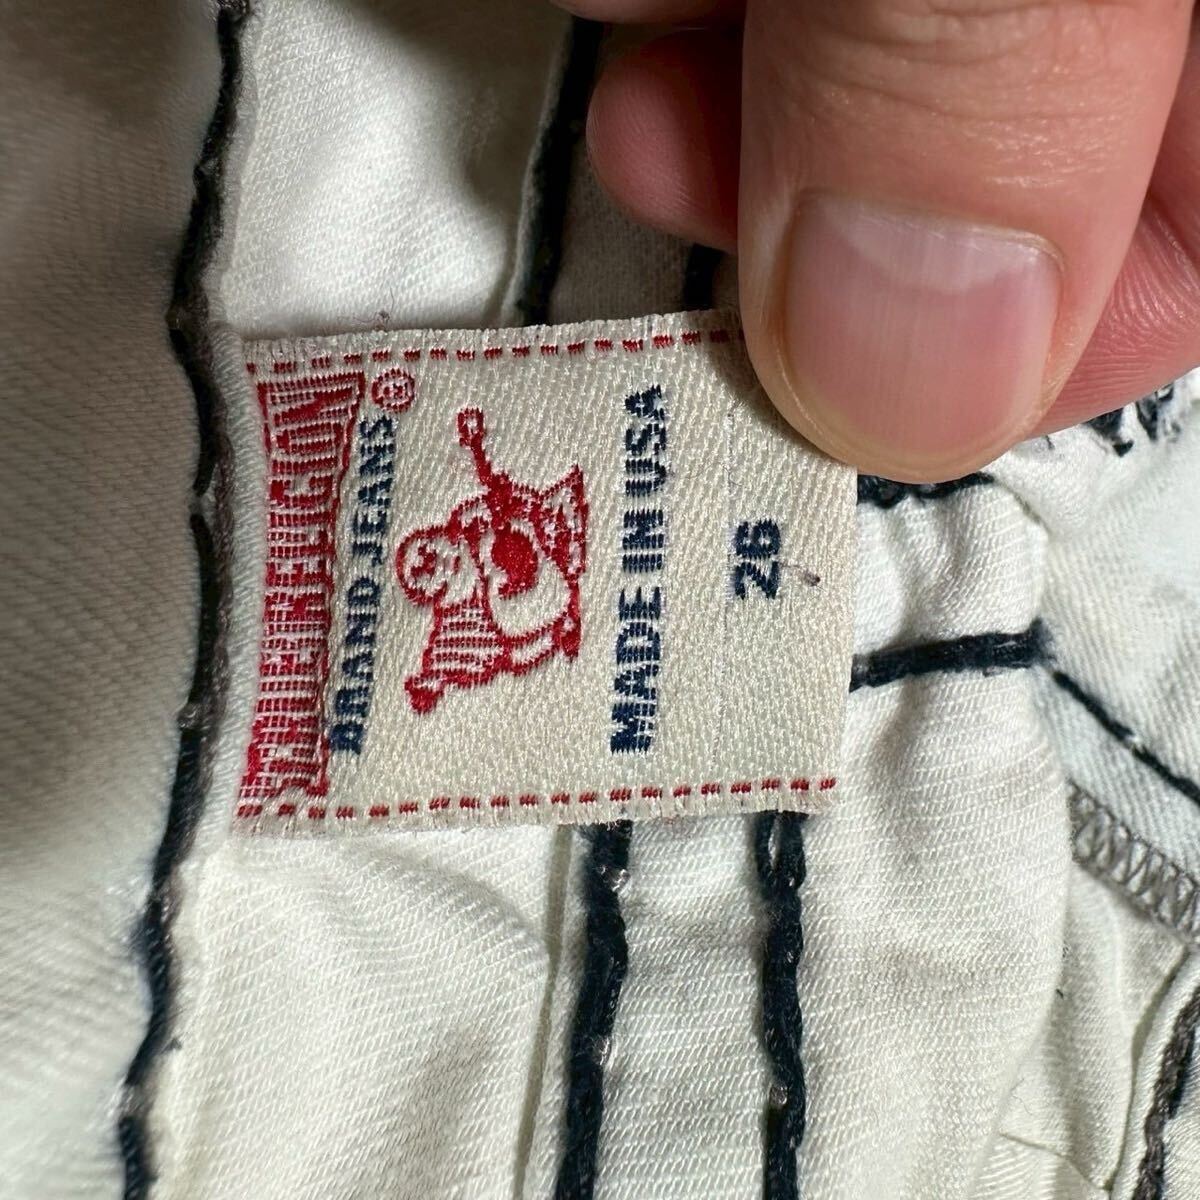 TRUE RELIGION®
BRAND JEANS
MADE IN USA
26